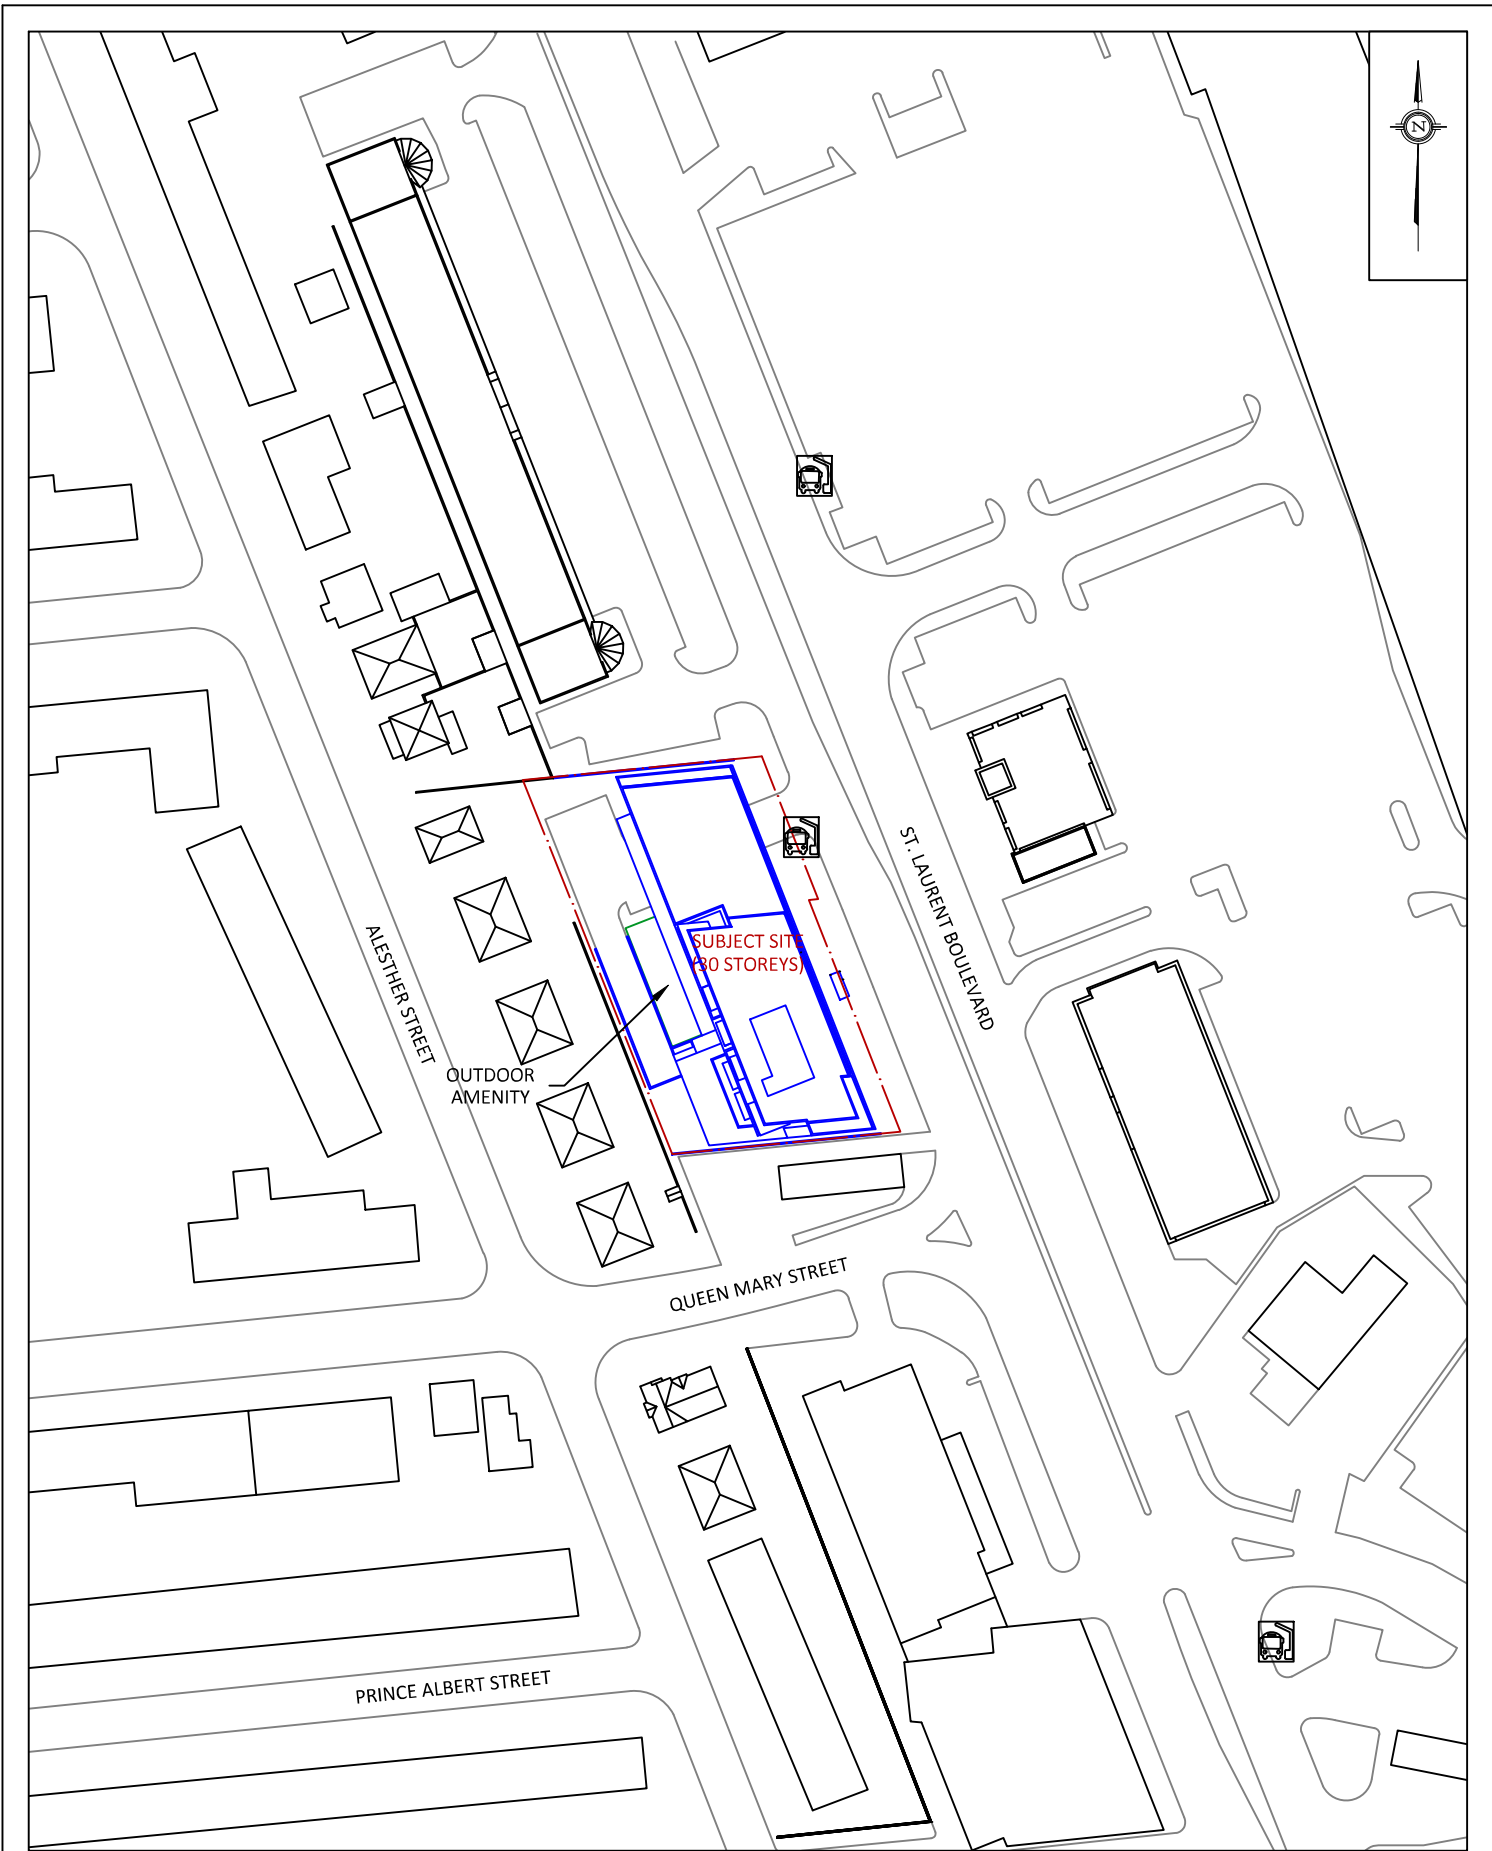 N
SUBJECT SITE
(30 STOREYS)
ST. LAURENT BOULEVARD
ALESTHER STREET
OUTDOOR
AMENITY
QUEEN MARY STREET
PRINCE ALBERT STREET